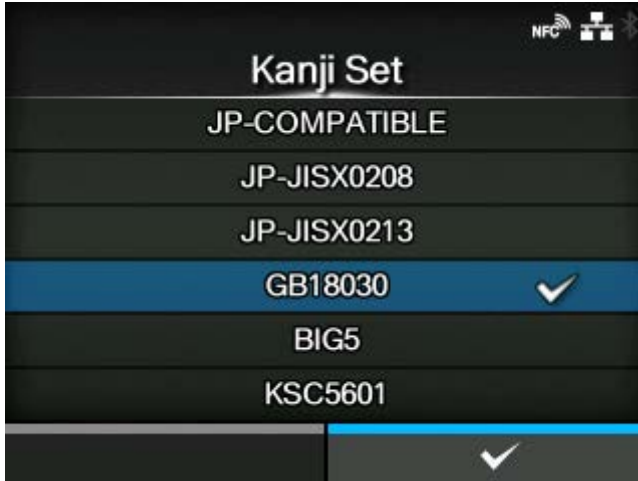 NFC
Kanji Set
JP-COMPATIBLE
JP-JISX0208
JP-JISX0213
GB18030
BIG5
KSC5601